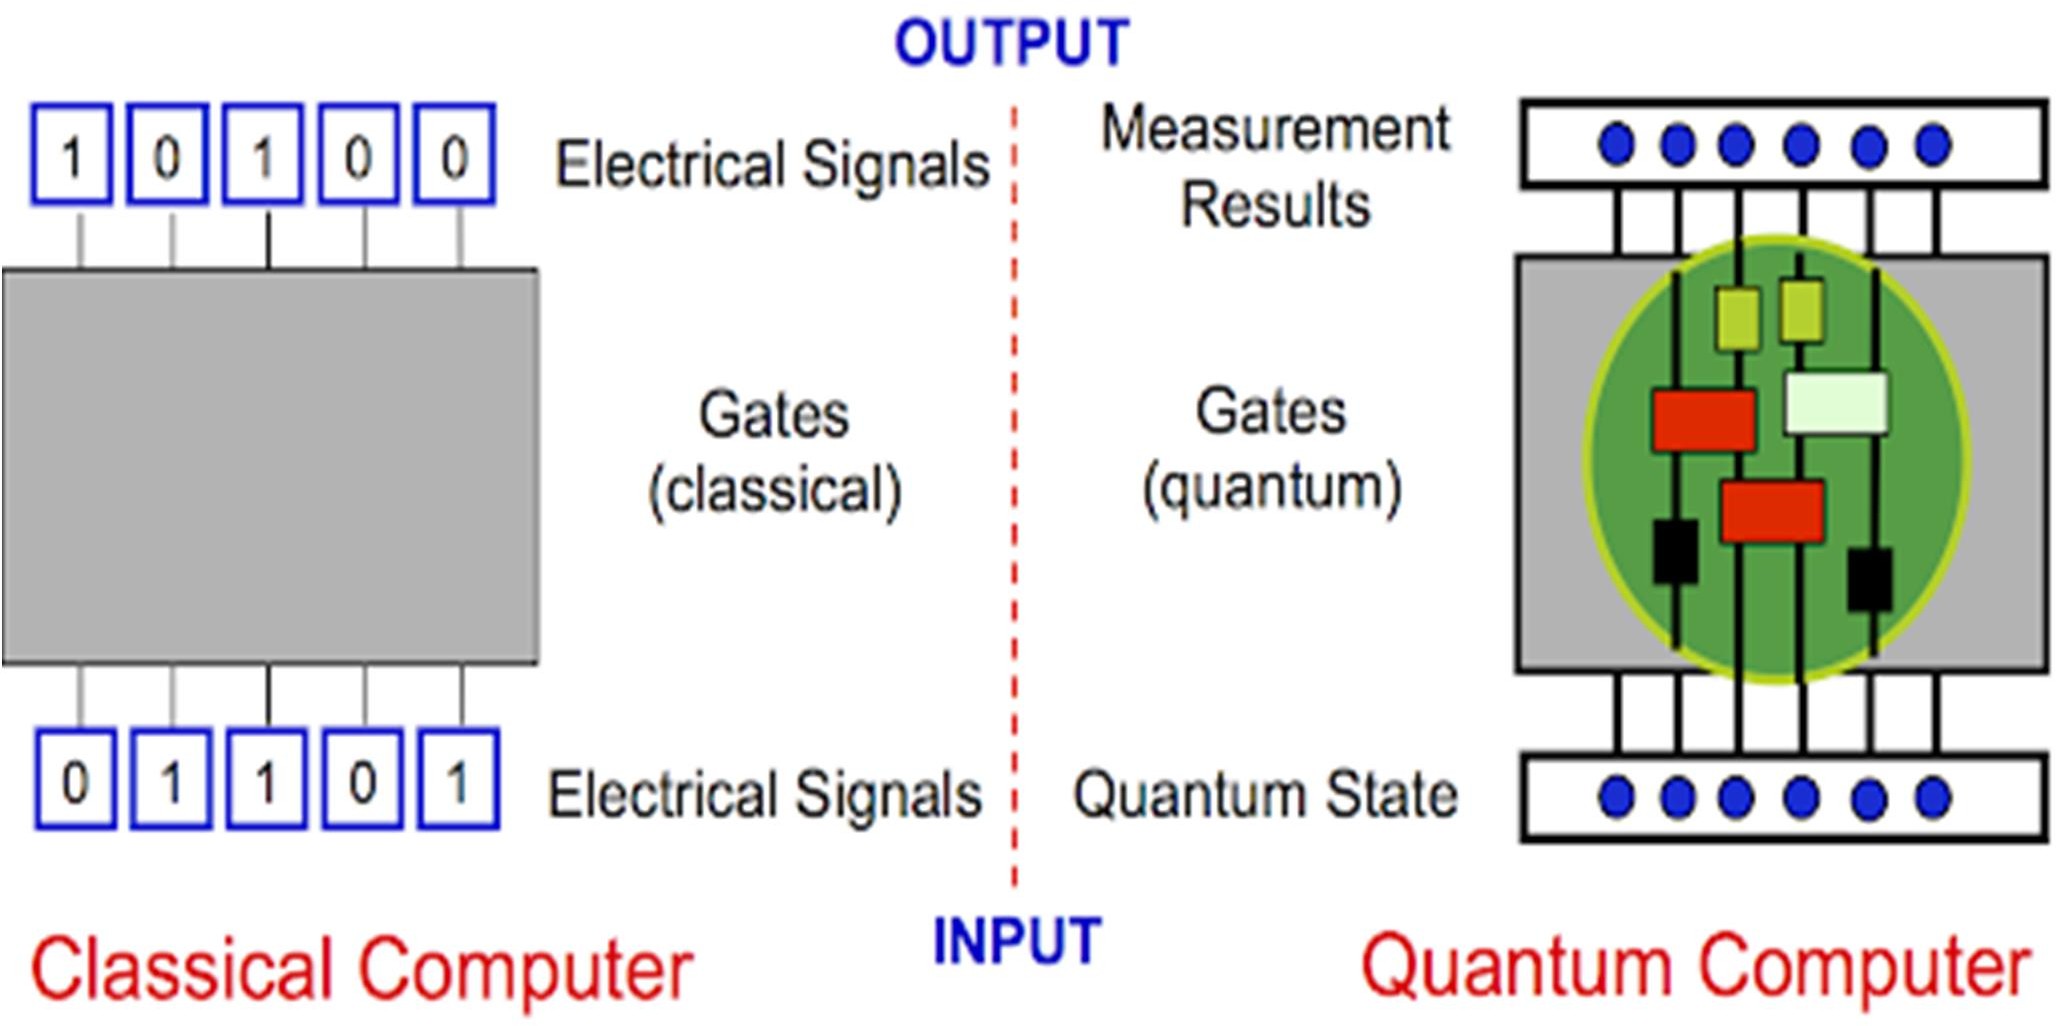 OUTPUT
1 0 1 0 0
Electrical Signals
Measurement
Results
Gates
(classical)
Gates
(quantum)
0 1 1 0 1
Electrical Signals
Quantum State
INPUT
Classical Computer
Quantum Computer